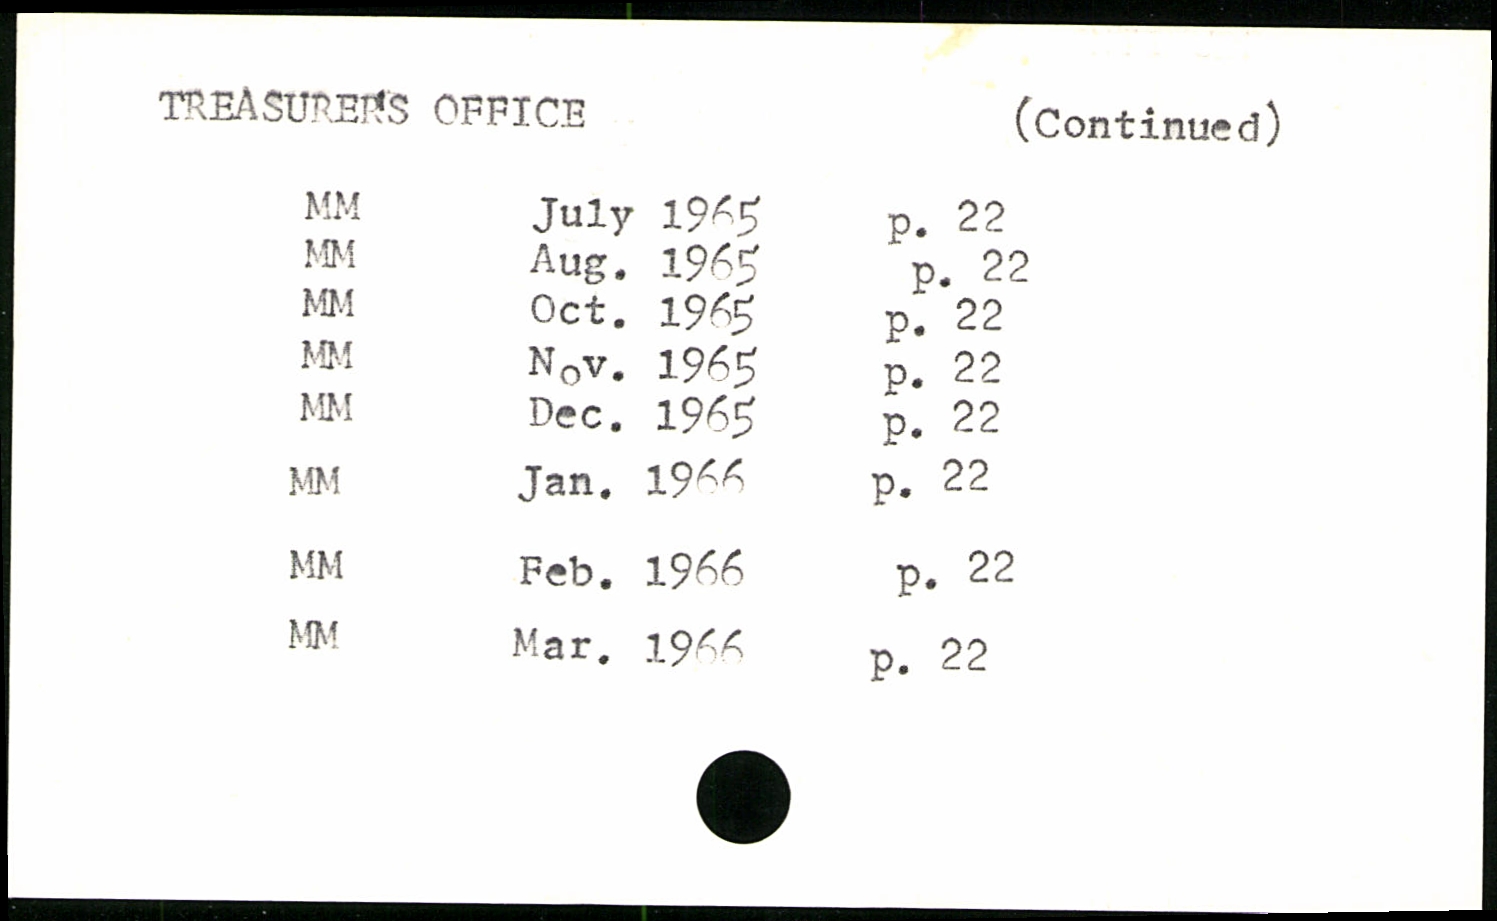 TREASURER'S OFFICE (Continued)
MM July 1965 p. 22
MM Aug. 1965 p. 22
MM Oct. 1965 p. 22
MM Nov. 1965 p. 22
MM Dec. 1965 p. 22
MM Jan. 1966 p. 22
MM Feb. 1966 p. 22
MM Mar. 1966 p. 22